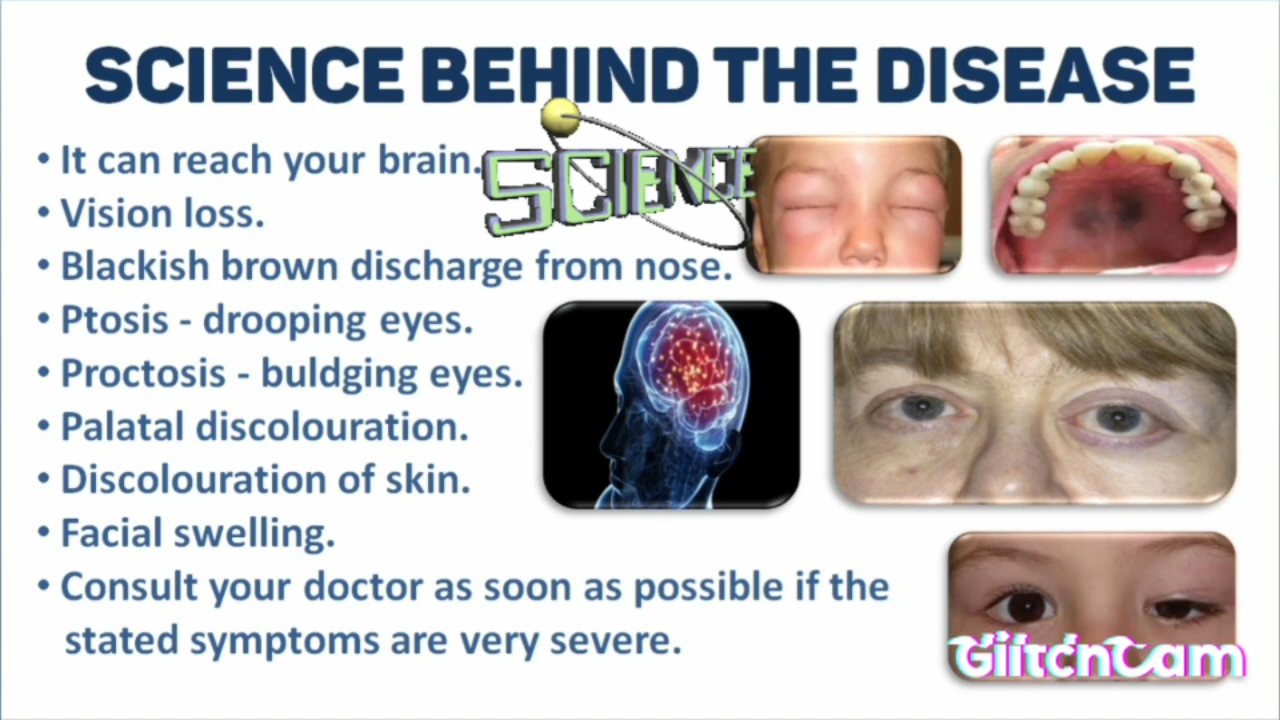 SCIENCE BEHIND THE DISEASE
• It can reach your brain.
SCIENCE
• Vision loss.
• Blackish brown discharge from nose.
• Ptosis - drooping eyes.
• Proctosis - buldging eyes.
• Palatal discolouration.
• Discolouration of skin.
• Facial swelling.
• Consult your doctor as soon as possible if the
stated symptoms are very severe.
GlitchCam